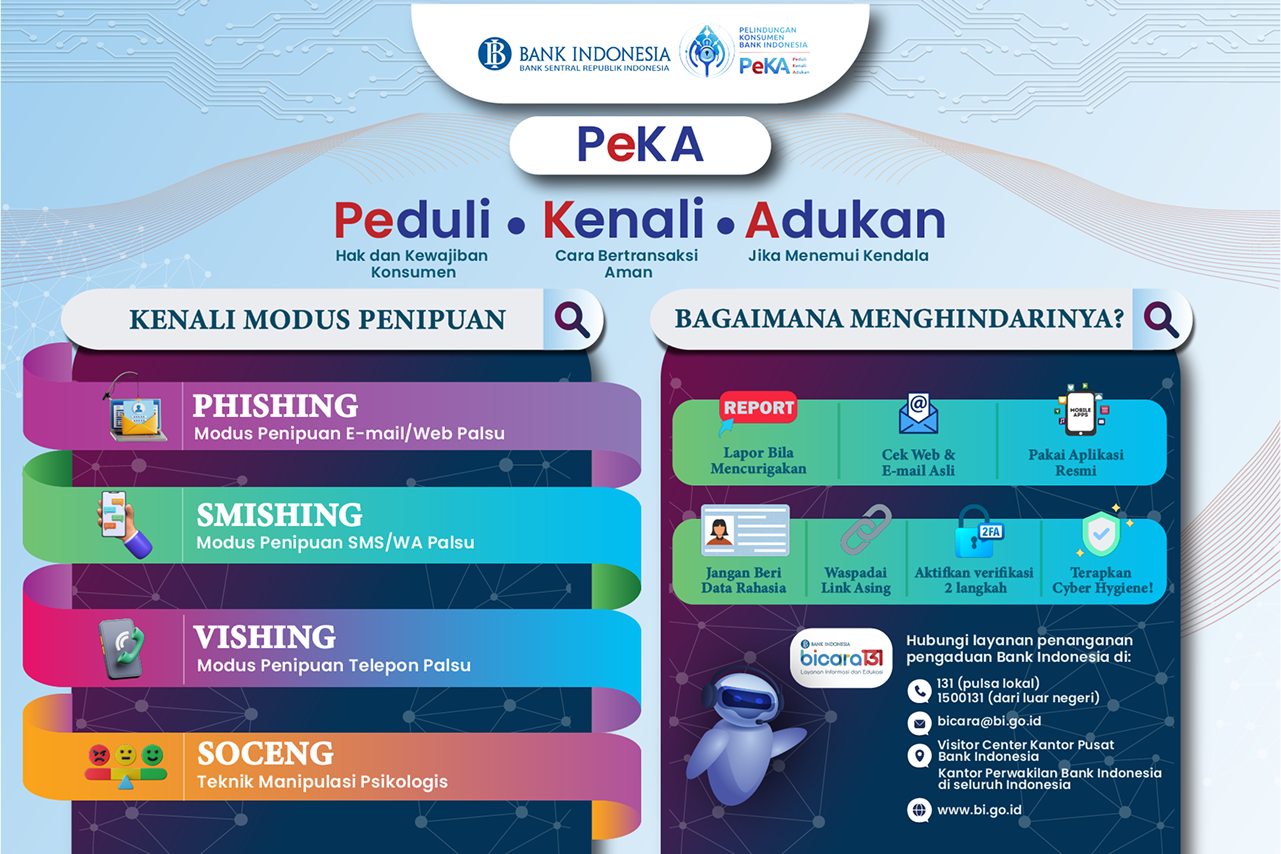 BANK INDONESIA
BANK SENTRAL REPUBLIK INDONESIA
PELINDUNGAN
KONSUMEN
BANK INDONESIA
PeKA
Peduli
Kenali
Adukan
PeKA
Peduli • Kenali • Adukan
Hak dan Kewajiban
Konsumen
Cara Bertransaksi
Aman
Jika Menemui Kendala
KENALI MODUS PENIPUAN
PHISHING
Modus Penipuan E-mail/Web Palsu
SMISHING
Modus Penipuan SMS/WA Palsu
VISHING
Modus Penipuan Telepon Palsu
SOCENG
Teknik Manipulasi Psikologis
BAGAIMANA MENGHINDARINYA?
REPORT
Lapor Bila
Mencurigakan
@
Cek Web &
E-mail Asli
MOBILE
APPS
Pakai Aplikasi
Resmi
Jangan Beri
Data Rahasia
Waspadai
Link Asing
2FA
Aktifkan verifikasi
2 langkah
Terapkan
Cyber Hygiene!
BANK INDONESIA
bicara131
Layanan Informasi dan Edukasi
Hubungi layanan penanganan
pengaduan Bank Indonesia di:
131 (pulsa lokal)
1500131 (dari luar negeri)
bicara@bi.go.id
Visitor Center Kantor Pusat
Bank Indonesia
Kantor Perwakilan Bank Indonesia
di seluruh Indonesia
www.bi.go.id